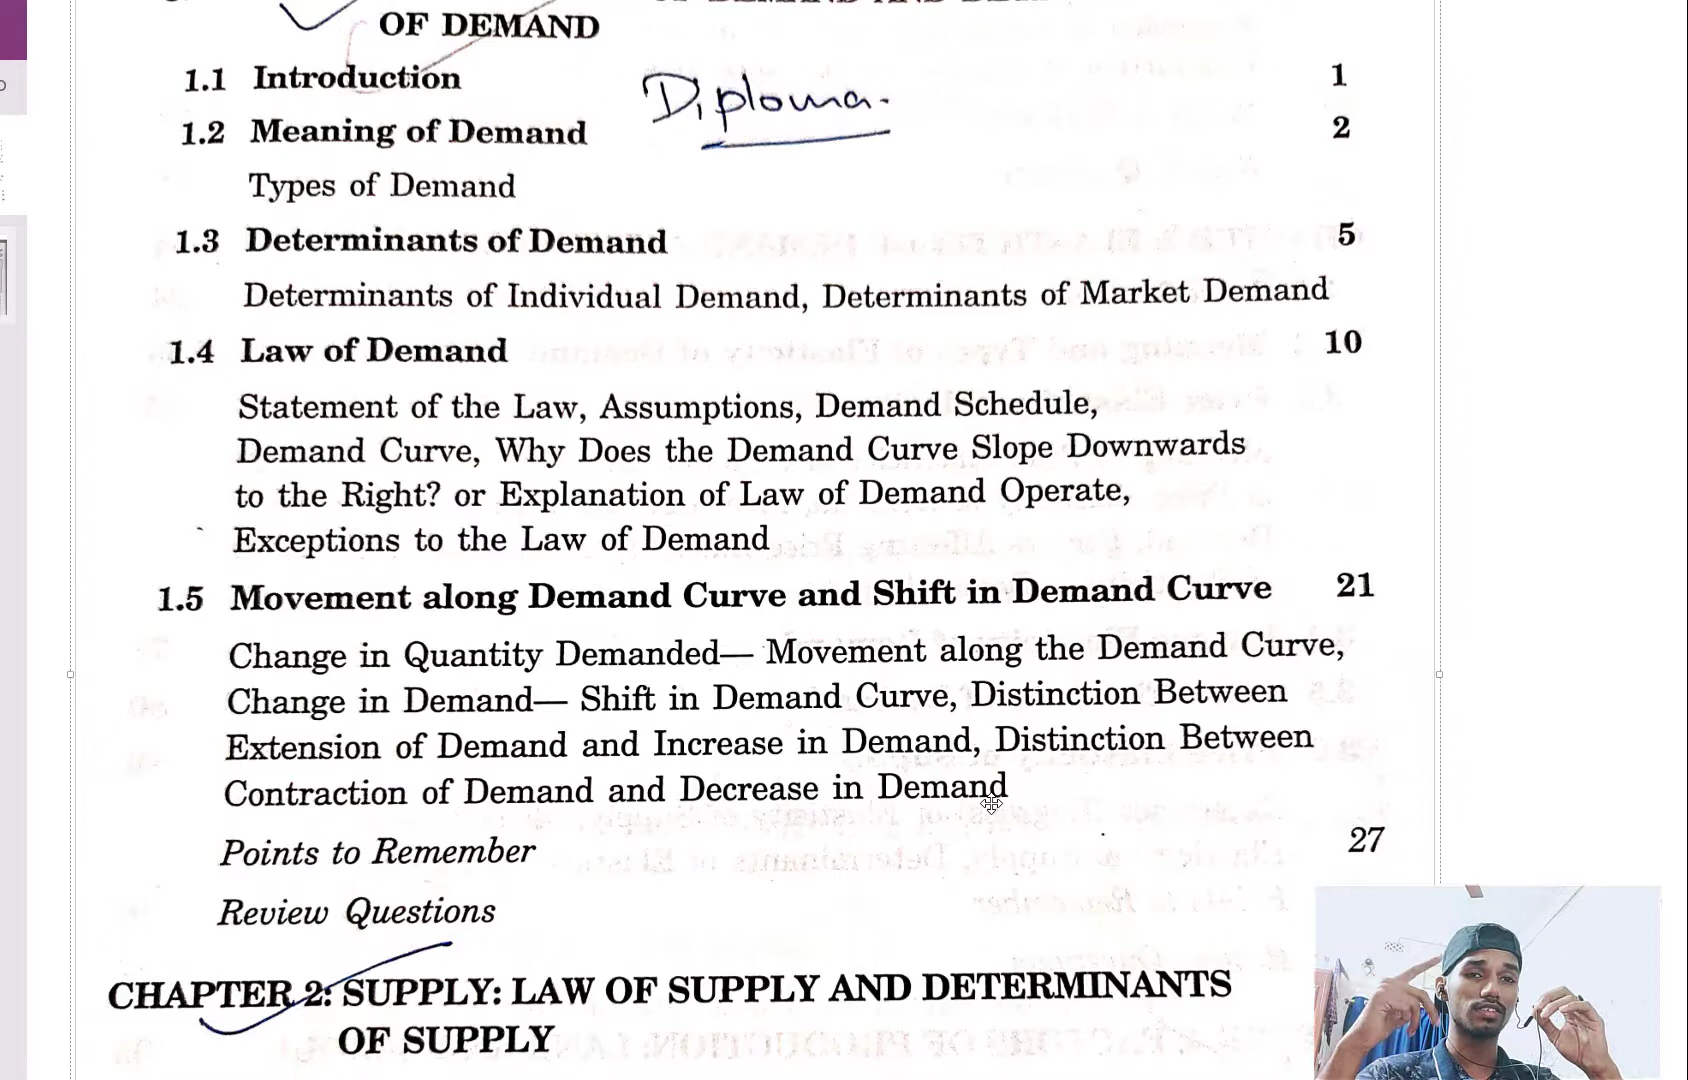 OF DEMAND
1.1 Introduction 1
Diploma.
1.2 Meaning of Demand 2
Types of Demand
1.3 Determinants of Demand 5
Determinants of Individual Demand, Determinants of Market Demand
1.4 Law of Demand 10
Statement of the Law, Assumptions, Demand Schedule,
Demand Curve, Why Does the Demand Curve Slope Downwards
to the Right? or Explanation of Law of Demand Operate,
Exceptions to the Law of Demand
1.5 Movement along Demand Curve and Shift in Demand Curve 21
Change in Quantity Demanded— Movement along the Demand Curve,
Change in Demand— Shift in Demand Curve, Distinction Between
Extension of Demand and Increase in Demand, Distinction Between
Contraction of Demand and Decrease in Demand
Points to Remember 27
Review Questions
CHAPTER 2: SUPPLY: LAW OF SUPPLY AND DETERMINANTS
OF SUPPLY